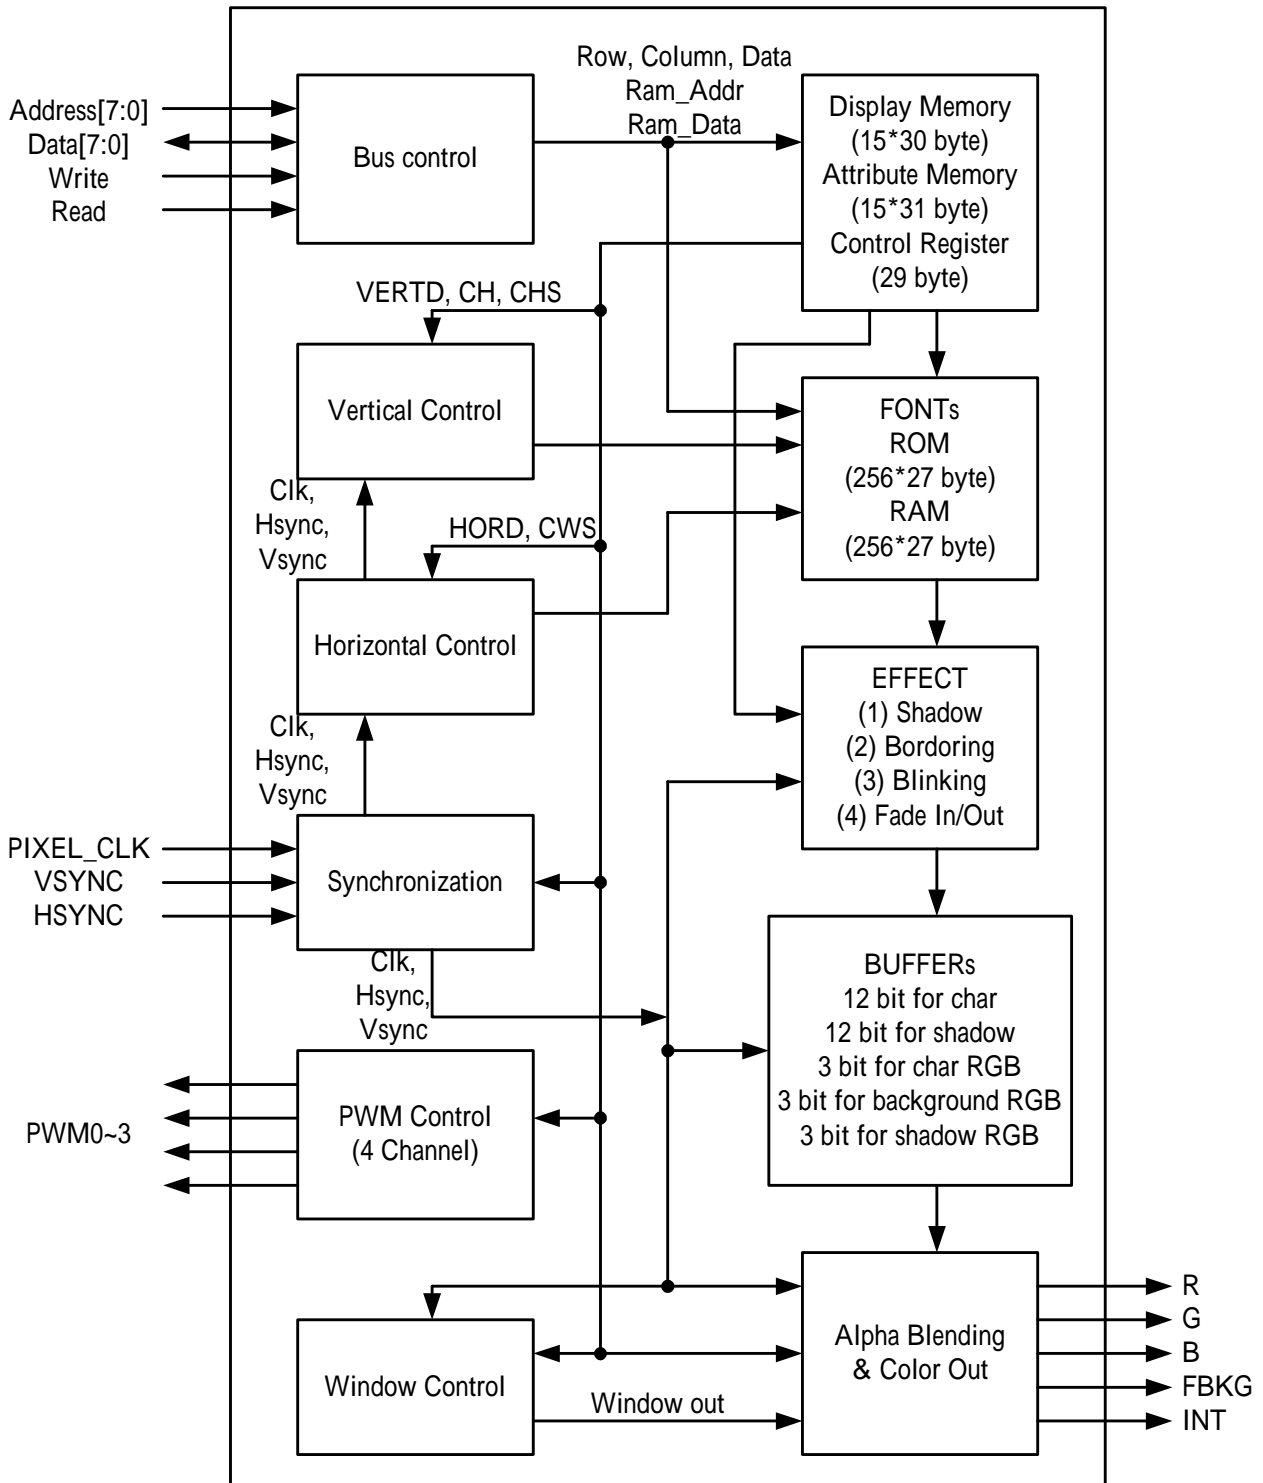 Row, Column, Data
Ram_Addr
Ram_Data
Address[7:0]
Data[7:0]
Write
Read
Bus control
Display Memory
(15*30 byte)
Attribute Memory
(15*31 byte)
Control Register
(29 byte)
VERTD, CH, CHS
Vertical Control
FONTs
ROM
(256*27 byte)
RAM
(256*27 byte)
Clk,
Hsync,
Vsync
HORD, CWS
Horizontal Control
EFFECT
(1) Shadow
(2) Bordoring
(3) Blinking
(4) Fade In/Out
Clk,
Hsync,
Vsync
PIXEL_CLK
VSYNC
HSYNC
Synchronization
Clk,
Hsync,
Vsync
BUFFERs
12 bit for char
12 bit for shadow
3 bit for char RGB
3 bit for background RGB
3 bit for shadow RGB
PWM0~3
PWM Control
(4 Channel)
Window Control
Window out
Alpha Blending
& Color Out
R
G
B
FBKG
INT